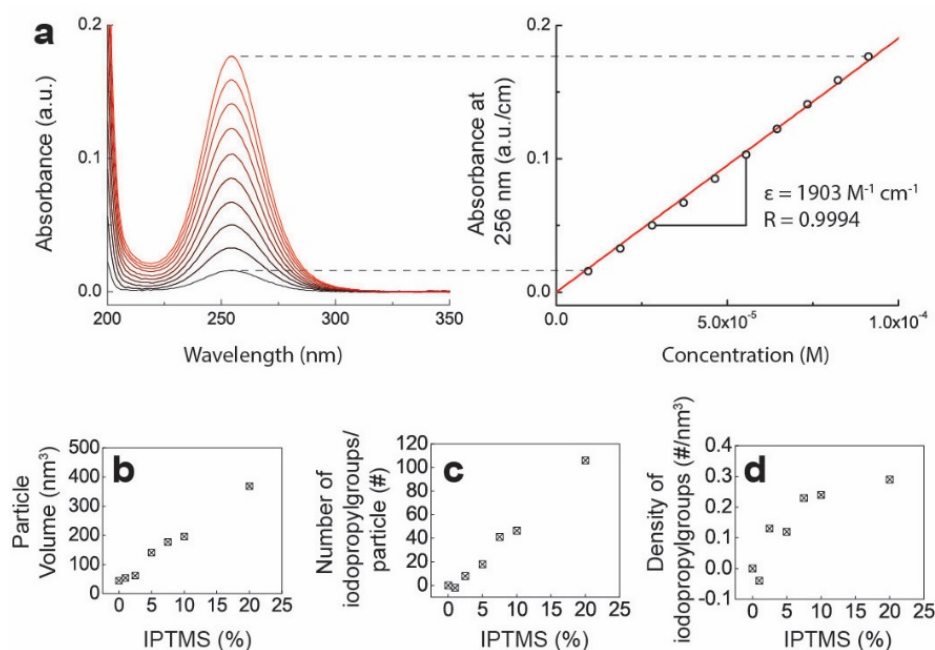 a
0.2
0.1
0.0
Absorbance (a.u.)
200
250
300
350
Wavelength (nm)
0.2
0.1
0.0
Absorbance at
256 nm (a.u./cm)
ε = 1903 M⁻¹ cm⁻¹
R = 0.9994
0.0
5.0x10⁻⁵
1.0x10⁻⁴
Concentration (M)
b
500
400
300
200
100
0
Particle
Volume (nm³)
0
5
10
15
20
25
IPTMS (%)
c
120
100
80
60
40
20
0
Number of
iodopropylgroups/
particle (#)
0
5
10
15
20
25
IPTMS (%)
d
0.4
0.3
0.2
0.1
0.0
-0.1
Density of
iodopropylgroups (#/nm³)
0
5
10
15
20
25
IPTMS (%)